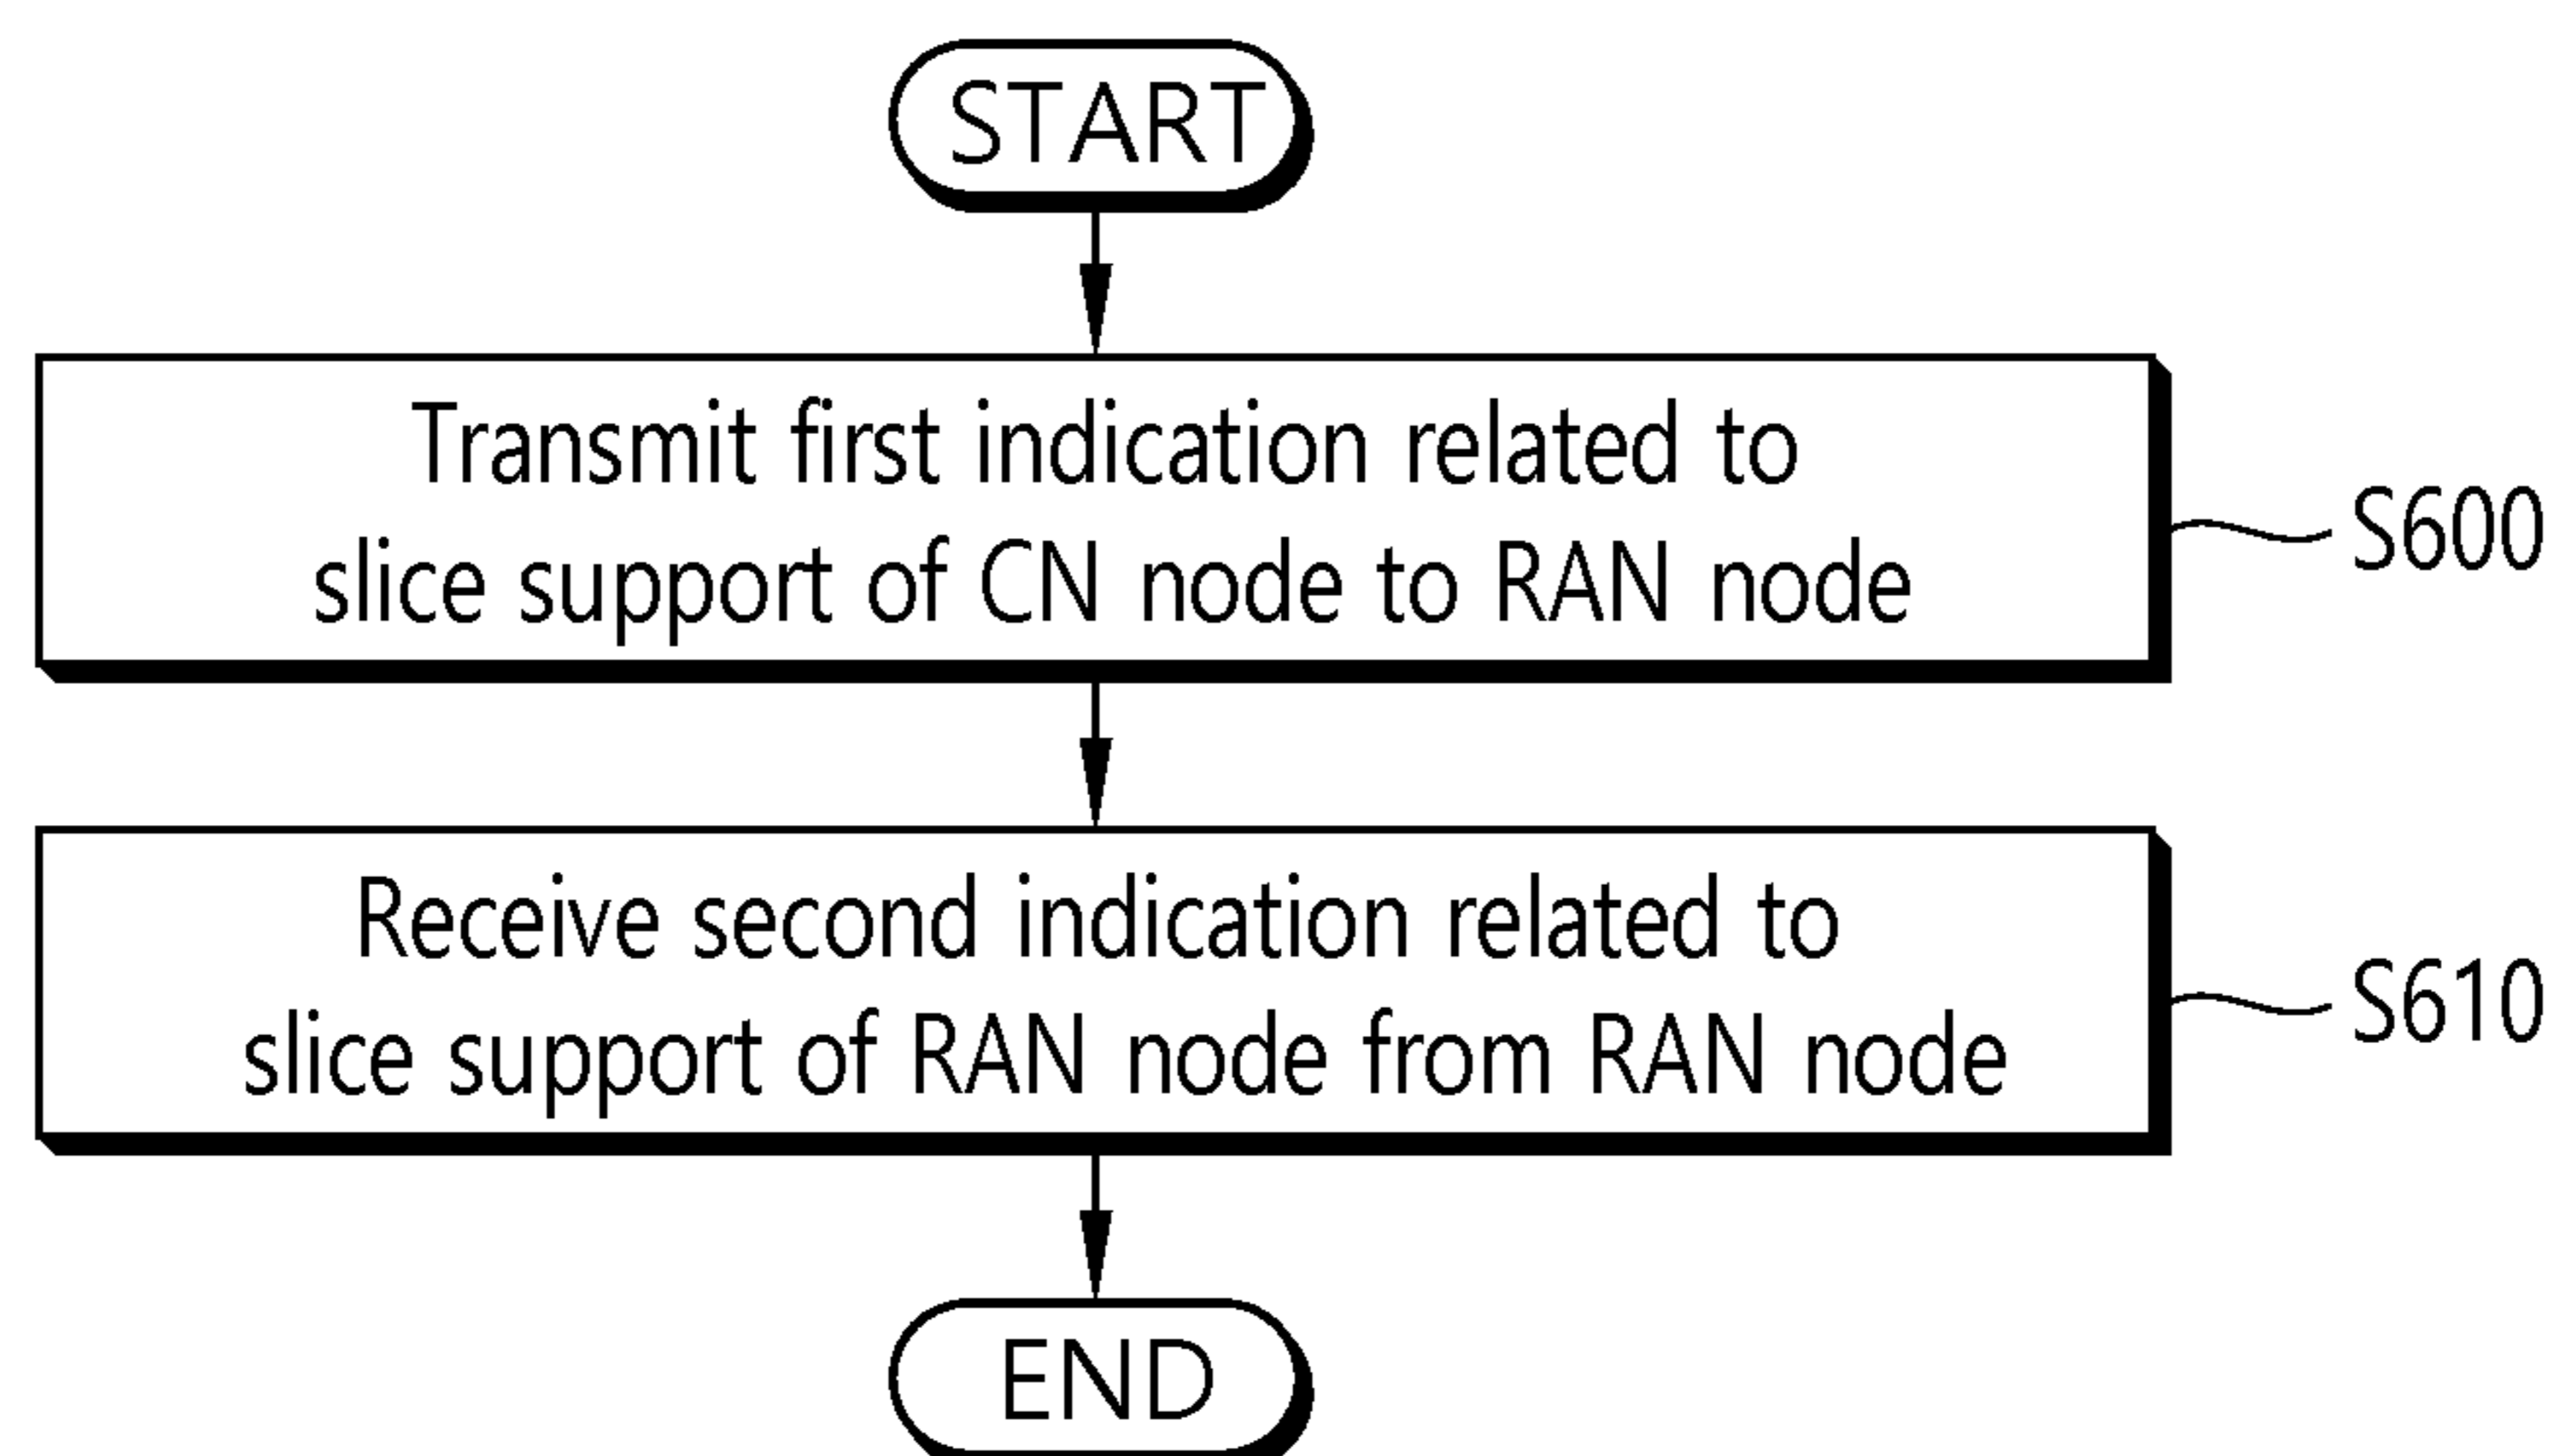 START
Transmit first indication related to
slice support of CN node to RAN node
S600
Receive second indication related to
slice support of RAN node from RAN node
S610
END